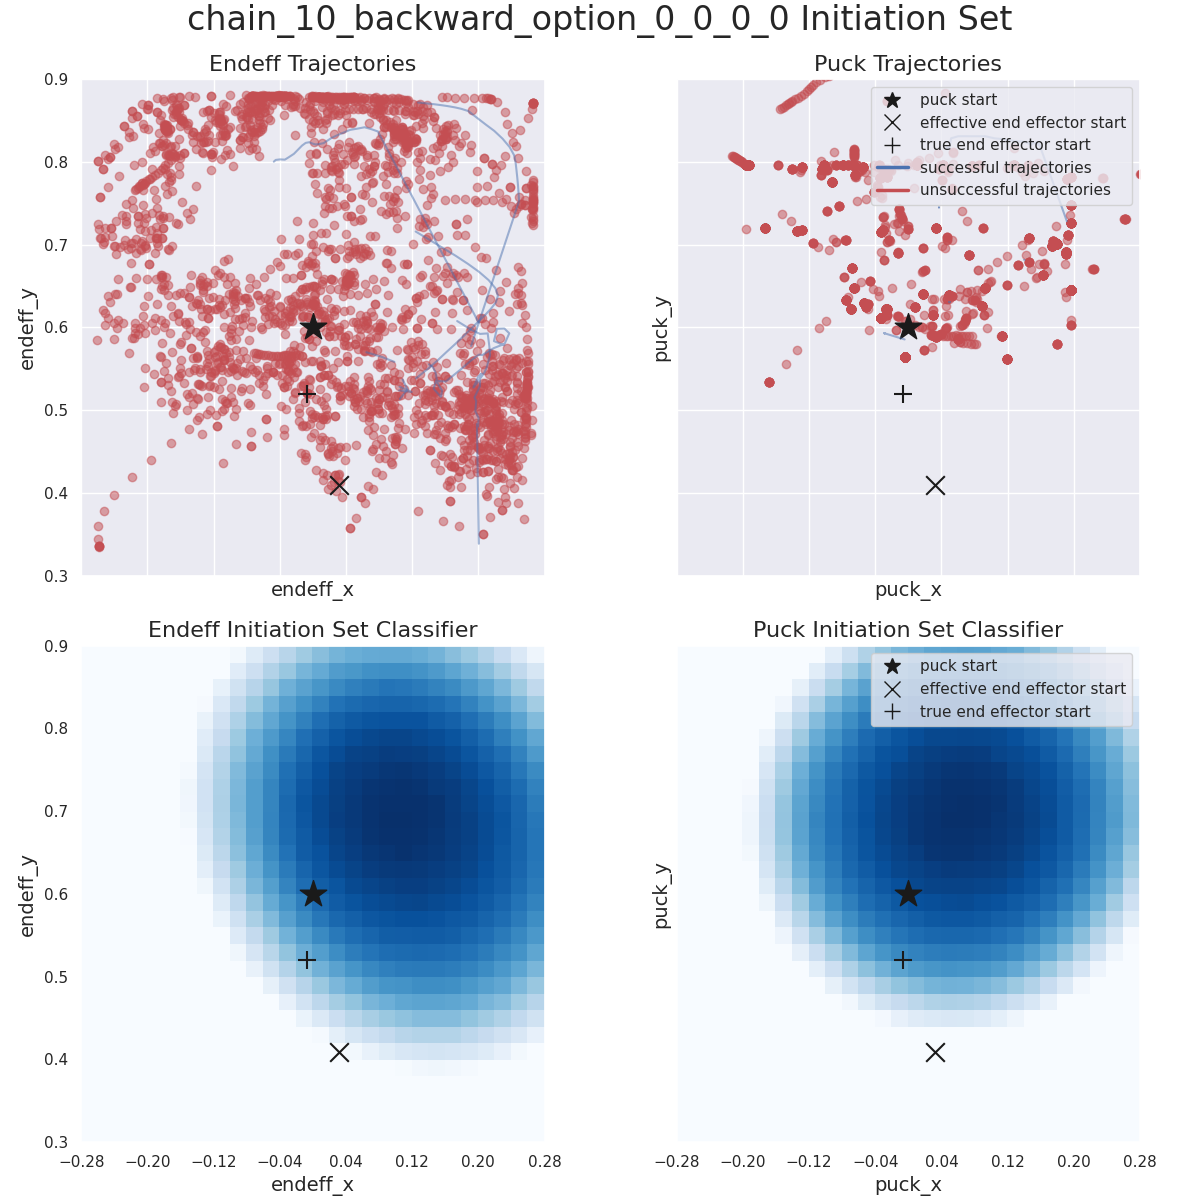 chain_10_backward_option_0_0_0_0 Initiation Set
Endeff Trajectories
0.9
0.8
0.7
0.6
0.5
0.4
0.3
endeff_y
endeff_x
Puck Trajectories
puck start
effective end effector start
true end effector start
successful trajectories
unsuccessful trajectories
puck_y
puck_x
Endeff Initiation Set Classifier
0.9
0.8
0.7
0.6
0.5
0.4
0.3
endeff_y
−0.28 −0.20 −0.12 −0.04 0.04 0.12 0.20 0.28
endeff_x
Puck Initiation Set Classifier
puck start
effective end effector start
true end effector start
puck_y
−0.28 −0.20 −0.12 −0.04 0.04 0.12 0.20 0.28
puck_x